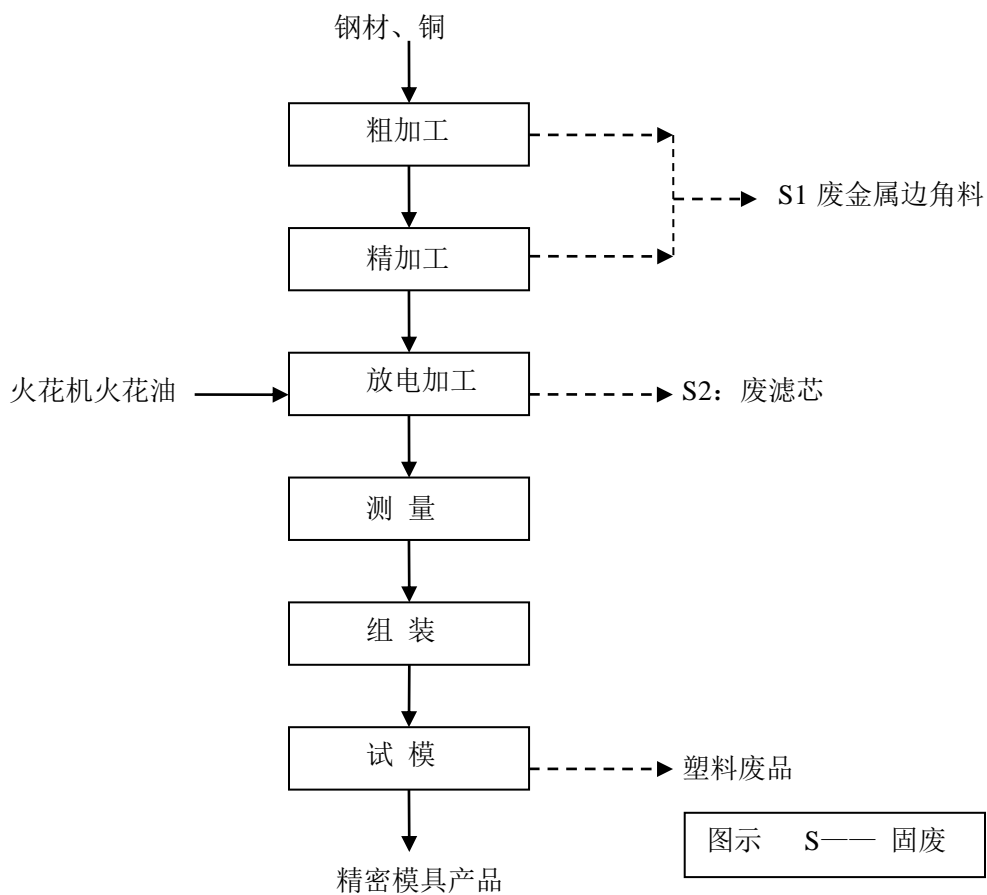 钢材、铜
粗加工
S1 废金属边角料
精加工
火花机火花油
放电加工
S2：废滤芯
测 量
组 装
试 模
塑料废品
图示 S—— 固废
精密模具产品